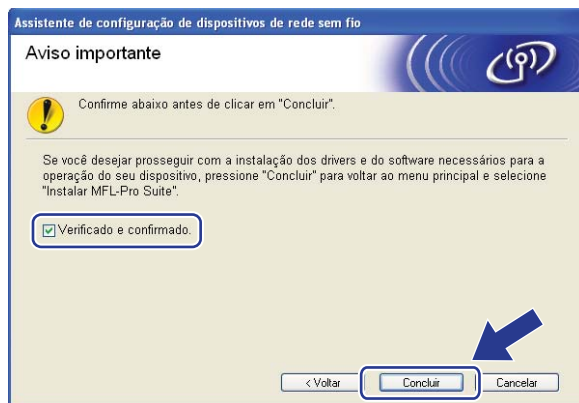 Assistente de configuração de dispositivos de rede sem fio
Aviso importante
Confirme abaixo antes de clicar em "Concluir".
Se você desejar prosseguir com a instalação dos drivers e do software necessários para a
operação do seu dispositivo, pressione "Concluir" para voltar ao menu principal e selecione
"Instalar MFL-Pro Suite".
Verificado e confirmado.
< Voltar Concluir Cancelar